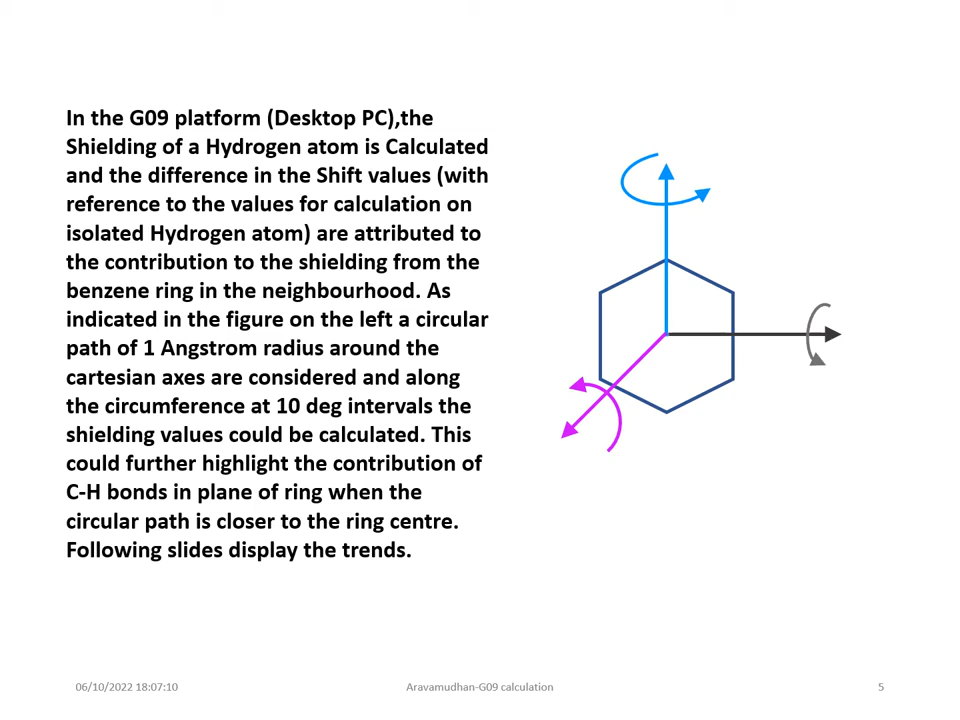 In the G09 platform (Desktop PC),the
Shielding of a Hydrogen atom is Calculated
and the difference in the Shift values (with
reference to the values for calculation on
isolated Hydrogen atom) are attributed to
the contribution to the shielding from the
benzene ring in the neighbourhood. As
indicated in the figure on the left a circular
path of 1 Angstrom radius around the
cartesian axes are considered and along
the circumference at 10 deg intervals the
shielding values could be calculated. This
could further highlight the contribution of
C-H bonds in plane of ring when the
circular path is closer to the ring centre.
Following slides display the trends.
06/10/2022 18:07:10
Aravamudhan-G09 calculation
5